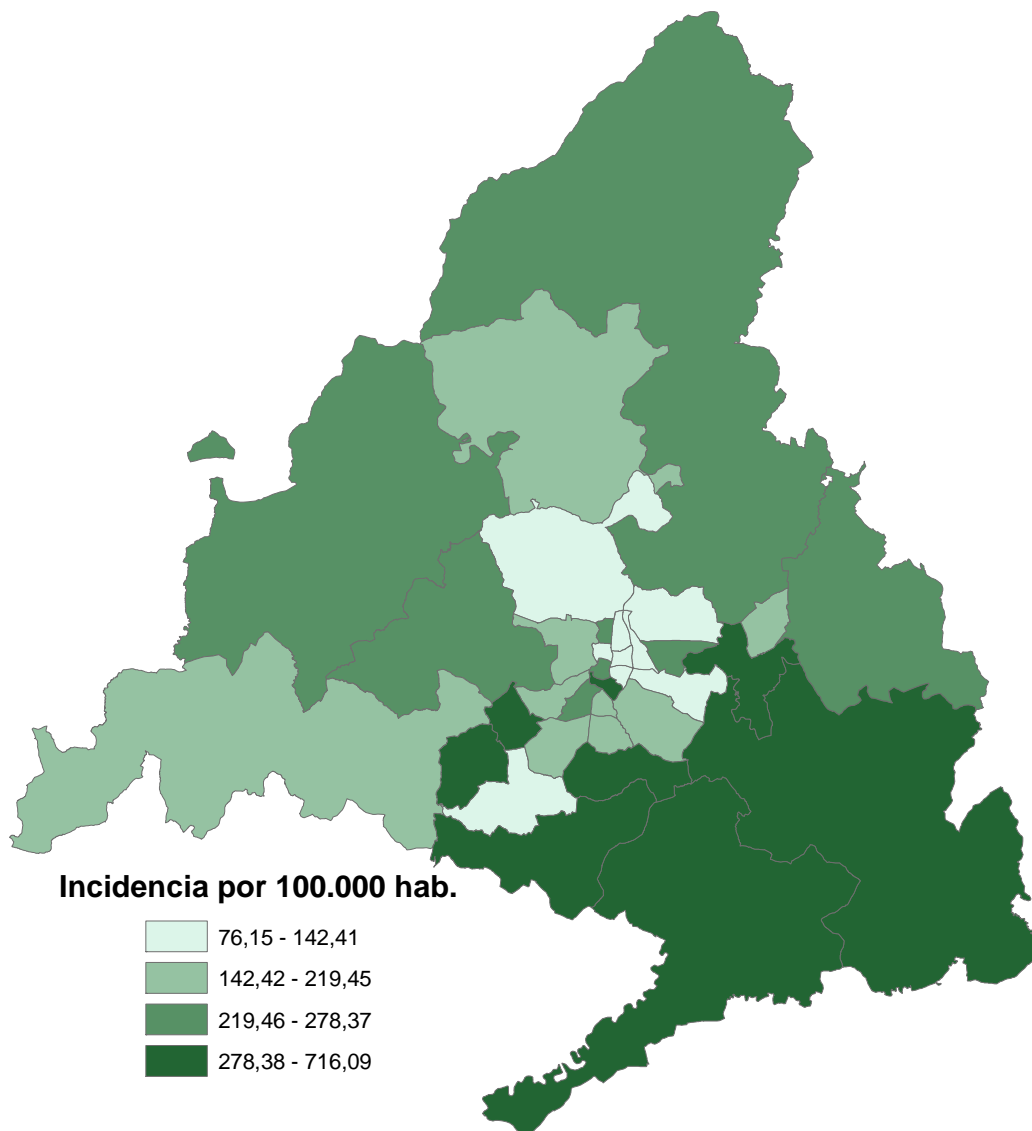 Incidencia por 100.000 hab.
76,15 - 142,41
142,42 - 219,45
219,46 - 278,37
278,38 - 716,09